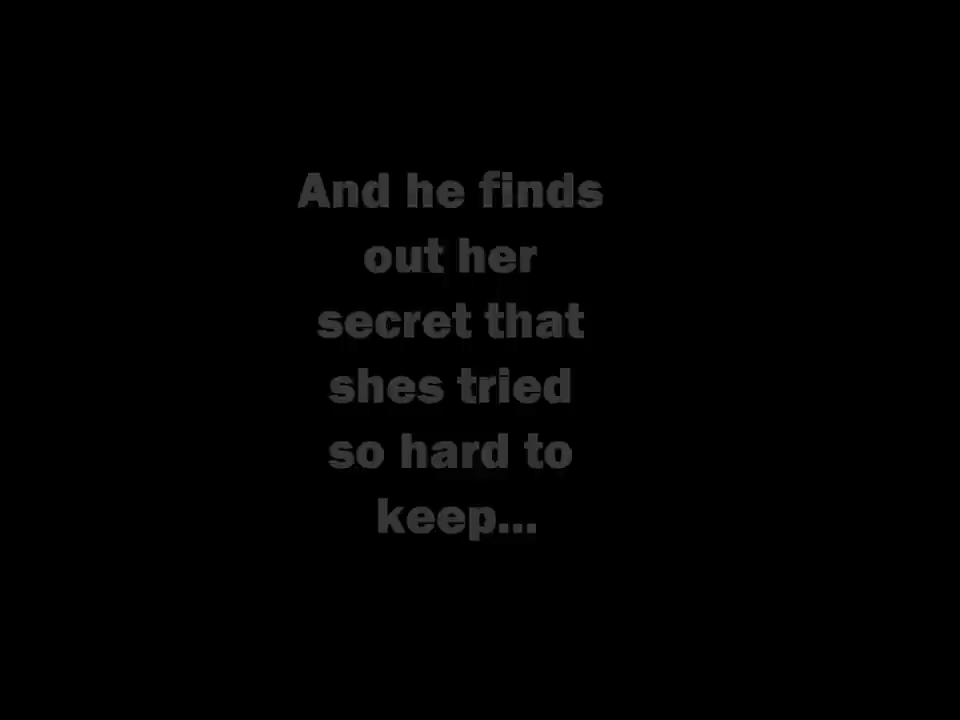 And he finds
out her
secret that
shes tried
so hard to
keep...